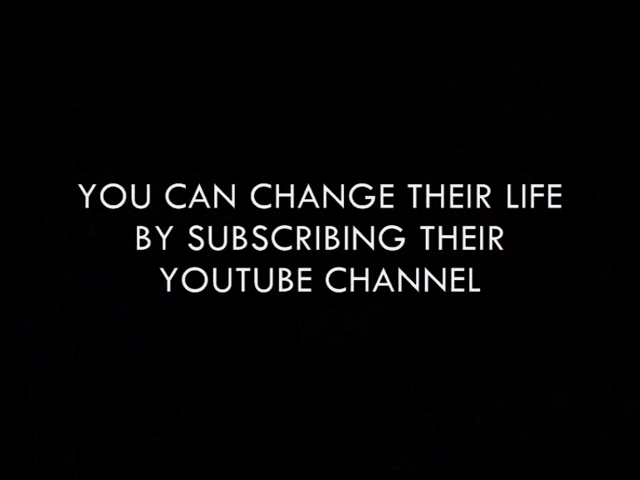 YOU CAN CHANGE THEIR LIFE
BY SUBSCRIBING THEIR
YOUTUBE CHANNEL